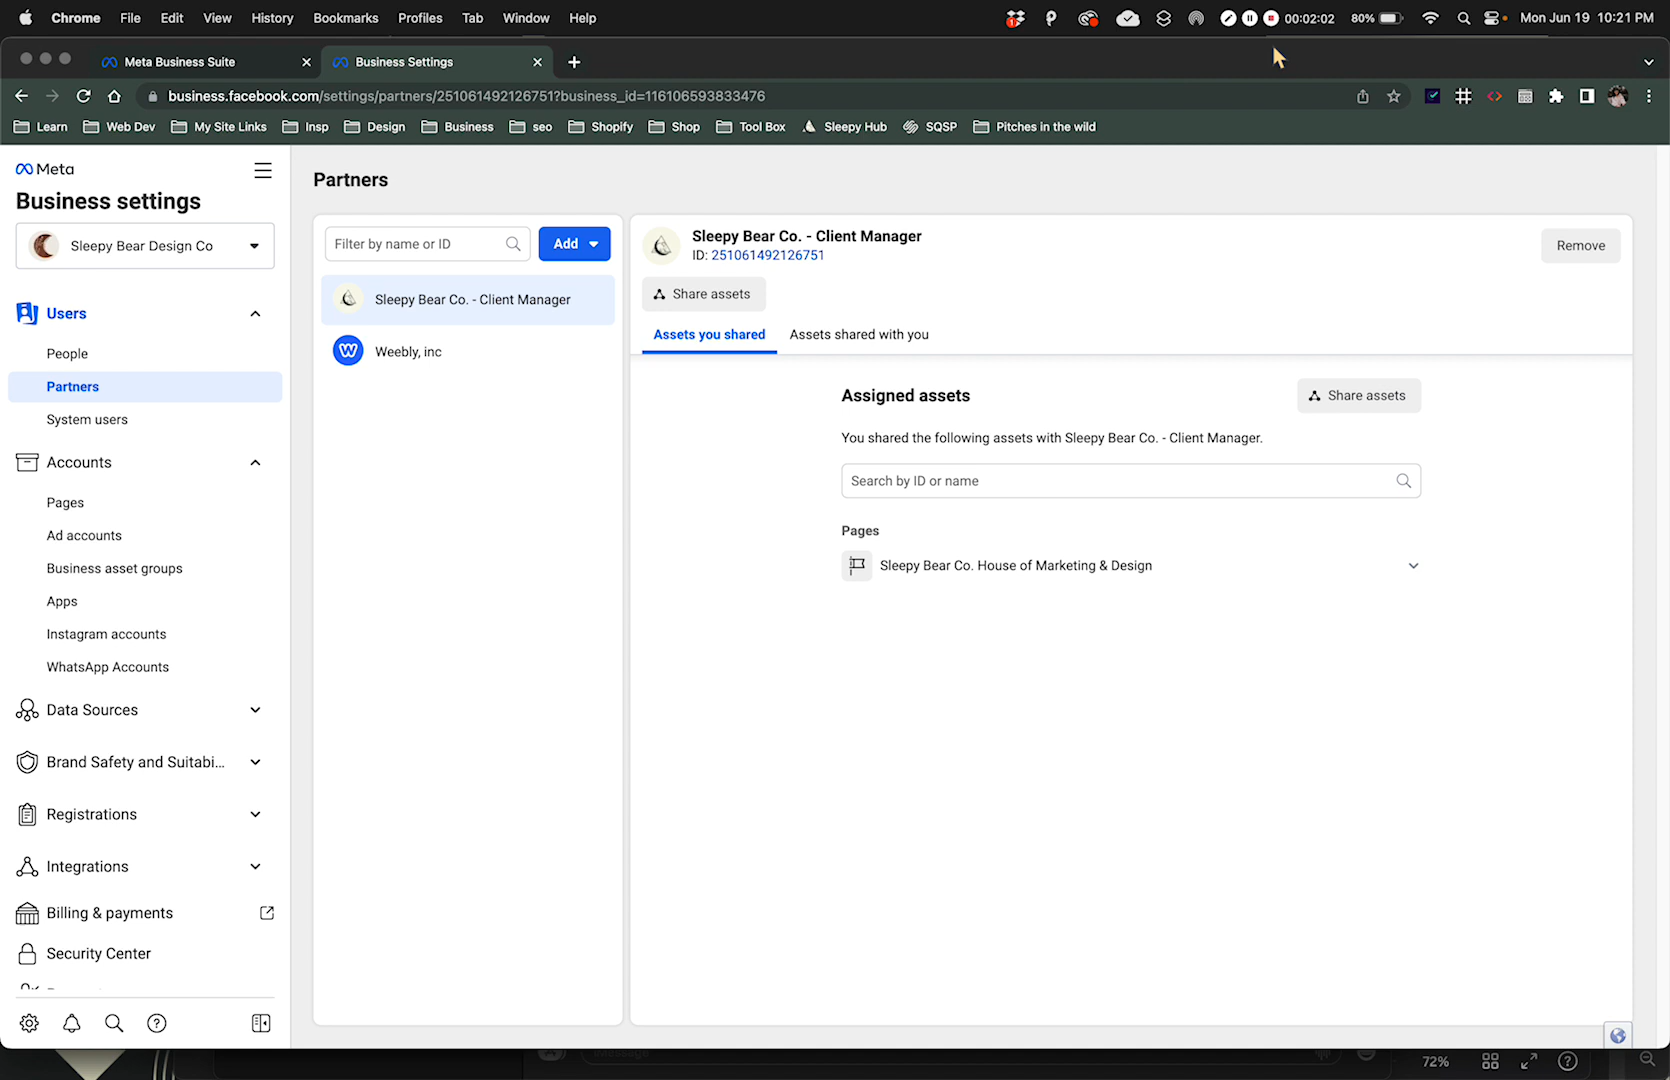 Chrome File Edit View History Bookmarks Profiles Tab Window Help 1 00:02:02 80% Mon Jun 19 10:21 PM
Meta Business Suite
Business Settings
business.facebook.com/settings/partners/251061492126751?business_id=116106593833476
Learn Web Dev My Site Links Insp Design Business seo Shopify Shop Tool Box Sleepy Hub SQSP Pitches in the wild
Meta
Business settings
Sleepy Bear Design Co
Users
People
Partners
System users
Accounts
Pages
Ad accounts
Business asset groups
Apps
Instagram accounts
WhatsApp Accounts
Data Sources
Brand Safety and Suitabi...
Registrations
Integrations
Billing & payments
Security Center
Partners
Filter by name or ID
Add
Sleepy Bear Co. - Client Manager
Weebly, inc
Sleepy Bear Co. - Client Manager
ID: 251061492126751
Remove
Share assets
Assets you shared
Assets shared with you
Assigned assets
Share assets
You shared the following assets with Sleepy Bear Co. - Client Manager.
Search by ID or name
Pages
Sleepy Bear Co. House of Marketing & Design
72%